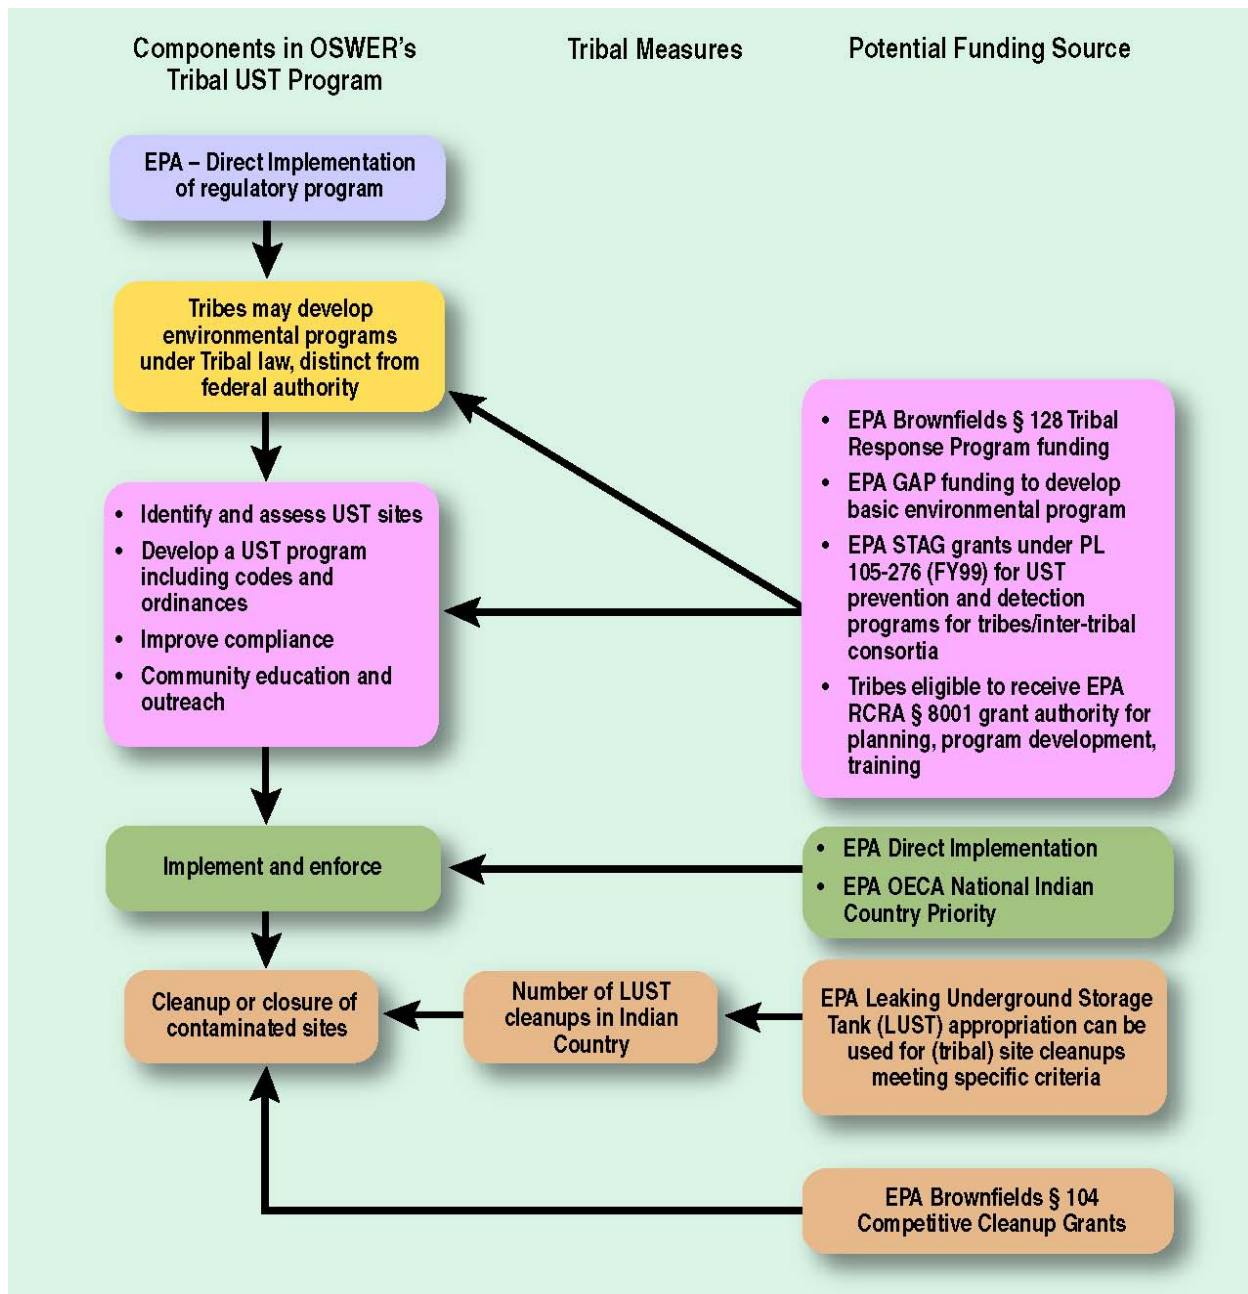 Components in OSWER's
Tribal UST Program
Tribal Measures
Potential Funding Source
EPA – Direct Implementation
of regulatory program
Tribes may develop
environmental programs
under Tribal law, distinct from
federal authority
• Identify and assess UST sites
• Develop a UST program
including codes and
ordinances
• Improve compliance
• Community education and
outreach
• EPA Brownfields § 128 Tribal
Response Program funding
• EPA GAP funding to develop
basic environmental program
• EPA STAG grants under PL
105-276 (FY99) for UST
prevention and detection
programs for tribes/inter-tribal
consortia
• Tribes eligible to receive EPA
RCRA § 8001 grant authority for
planning, program development,
training
Implement and enforce
• EPA Direct Implementation
• EPA OECA National Indian
Country Priority
Cleanup or closure of
contaminated sites
Number of LUST
cleanups in Indian
Country
EPA Leaking Underground Storage
Tank (LUST) appropriation can be
used for (tribal) site cleanups
meeting specific criteria
EPA Brownfields § 104
Competitive Cleanup Grants